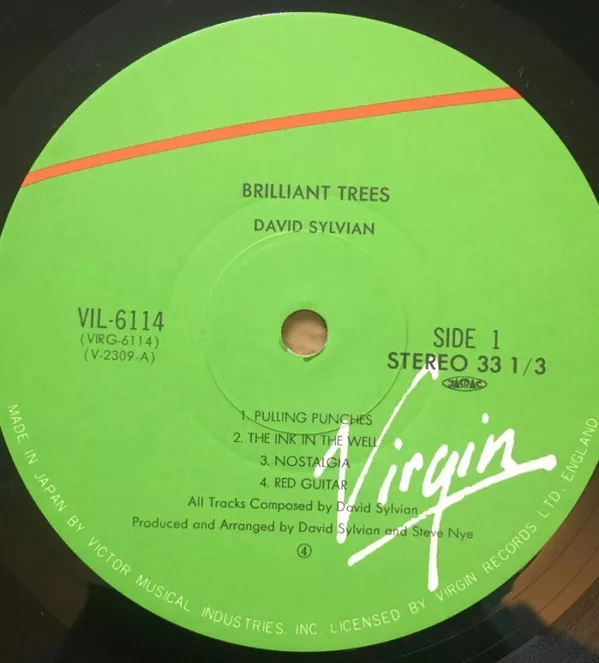 BRILLIANT TREES
DAVID SYLVIAN
VIL-6114
(VIRG-6114)
(V-2309-A)
SIDE 1
STEREO 33 1/3
JASRAC
1. PULLING PUNCHES
2. THE INK IN THE WELL
3. NOSTALGIA
4. RED GUITAR
All Tracks Composed by David Sylvian
Produced and Arranged by David Sylvian and Steve Nye
④
Virgin
MADE IN JAPAN BY VICTOR MUSICAL INDUSTRIES, INC. LICENSED BY VIRGIN RECORDS LTD. ENGLAND